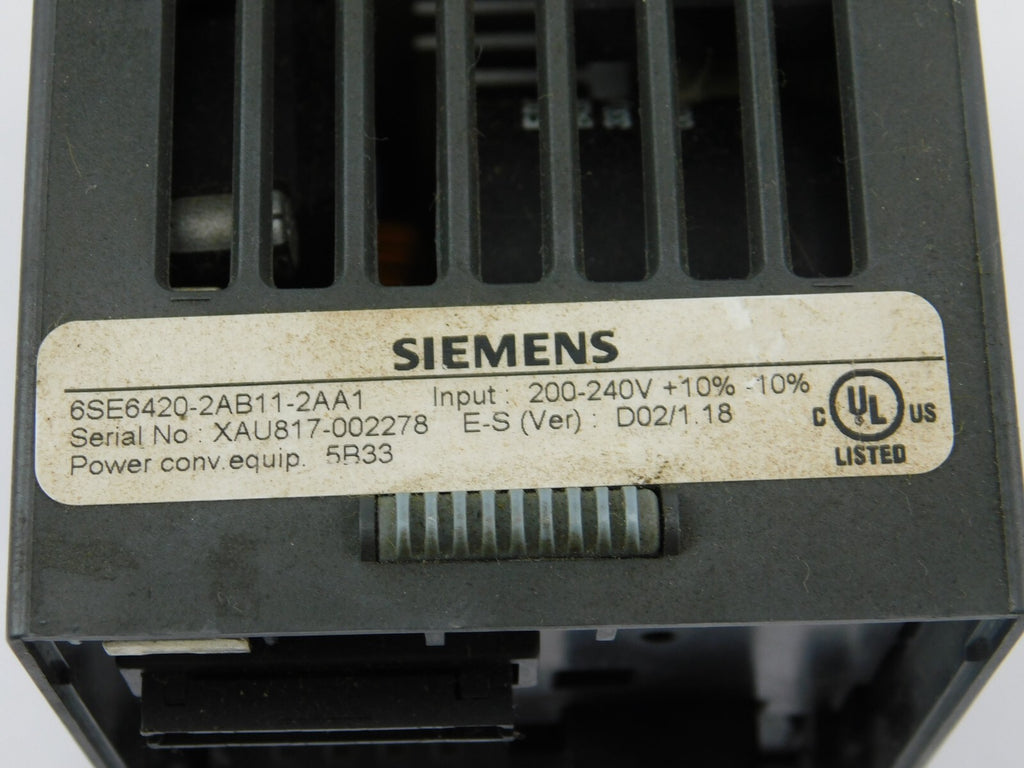 SIEMENS
6SE6420-2AB11-2AA1 Input : 200-240V +10% -10%
Serial No : XAU817-002278 E-S (Ver) : D02/1.18
Power conv.equip. 5B33
C UL US
LISTED